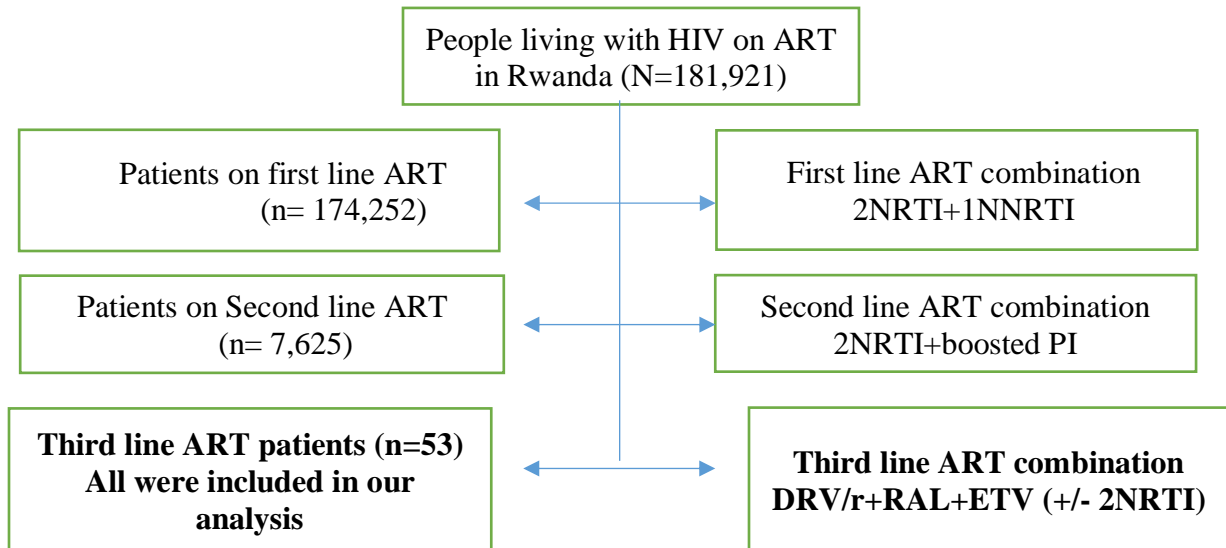 People living with HIV on ART
in Rwanda (N=181,921)
Patients on first line ART
(n= 174,252)
First line ART combination
2NRTI+1NNRTI
Patients on Second line ART
(n= 7,625)
Second line ART combination
2NRTI+boosted PI
Third line ART patients (n=53)
All were included in our
analysis
Third line ART combination
DRV/r+RAL+ETV (+/- 2NRTI)